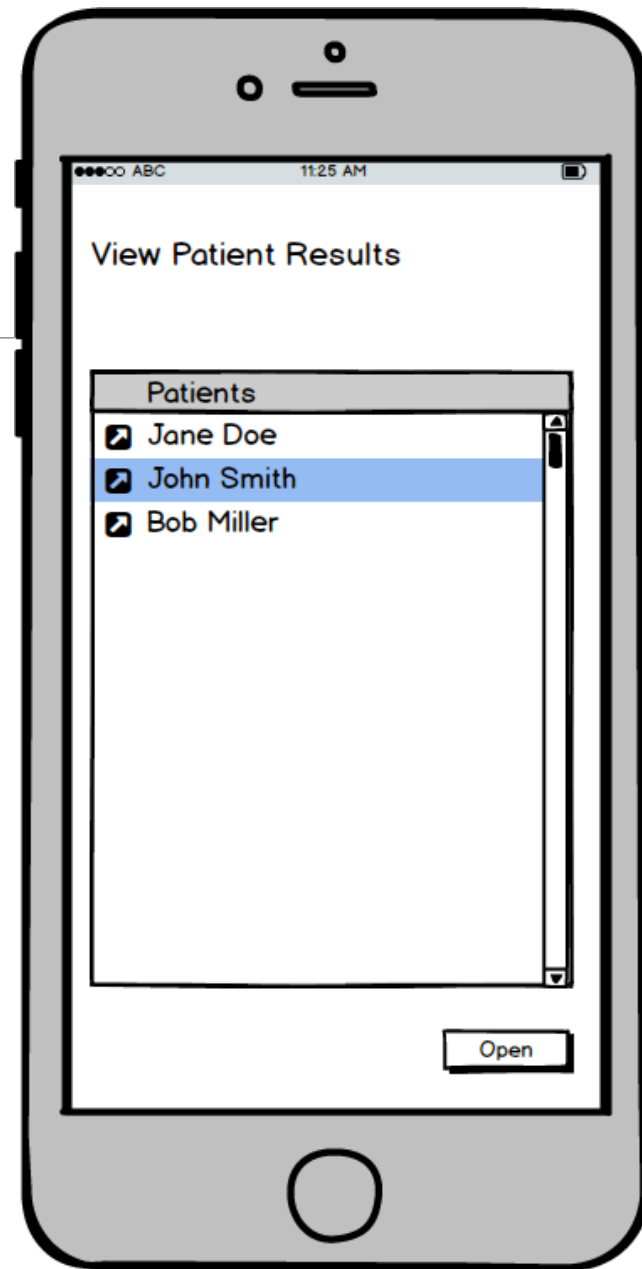 ABC 11:25 AM
View Patient Results
Patients
Jane Doe
John Smith
Bob Miller
Open